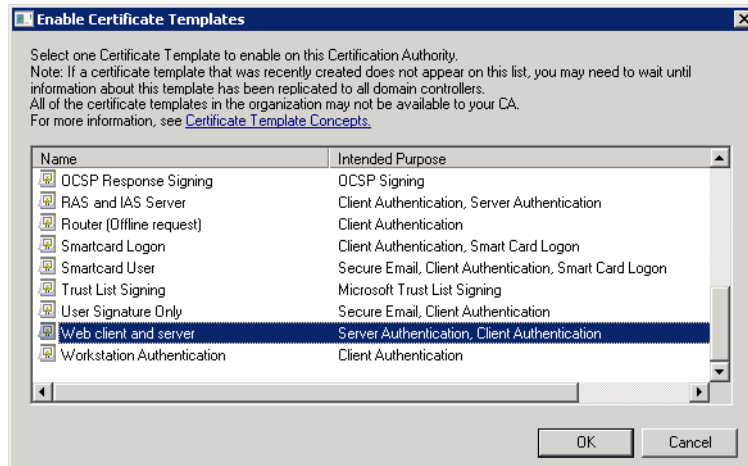 Enable Certificate Templates
Select one Certificate Template to enable on this Certification Authority.
Note: If a certificate template that was recently created does not appear on this list, you may need to wait until
information about this template has been replicated to all domain controllers.
All of the certificate templates in the organization may not be available to your CA.
For more information, see Certificate Template Concepts.
Name Intended Purpose
OCSP Response Signing OCSP Signing
RAS and IAS Server Client Authentication, Server Authentication
Router (Offline request) Client Authentication
Smartcard Logon Client Authentication, Smart Card Logon
Smartcard User Secure Email, Client Authentication, Smart Card Logon
Trust List Signing Microsoft Trust List Signing
User Signature Only Secure Email, Client Authentication
Web client and server Server Authentication, Client Authentication
Workstation Authentication Client Authentication
OK Cancel